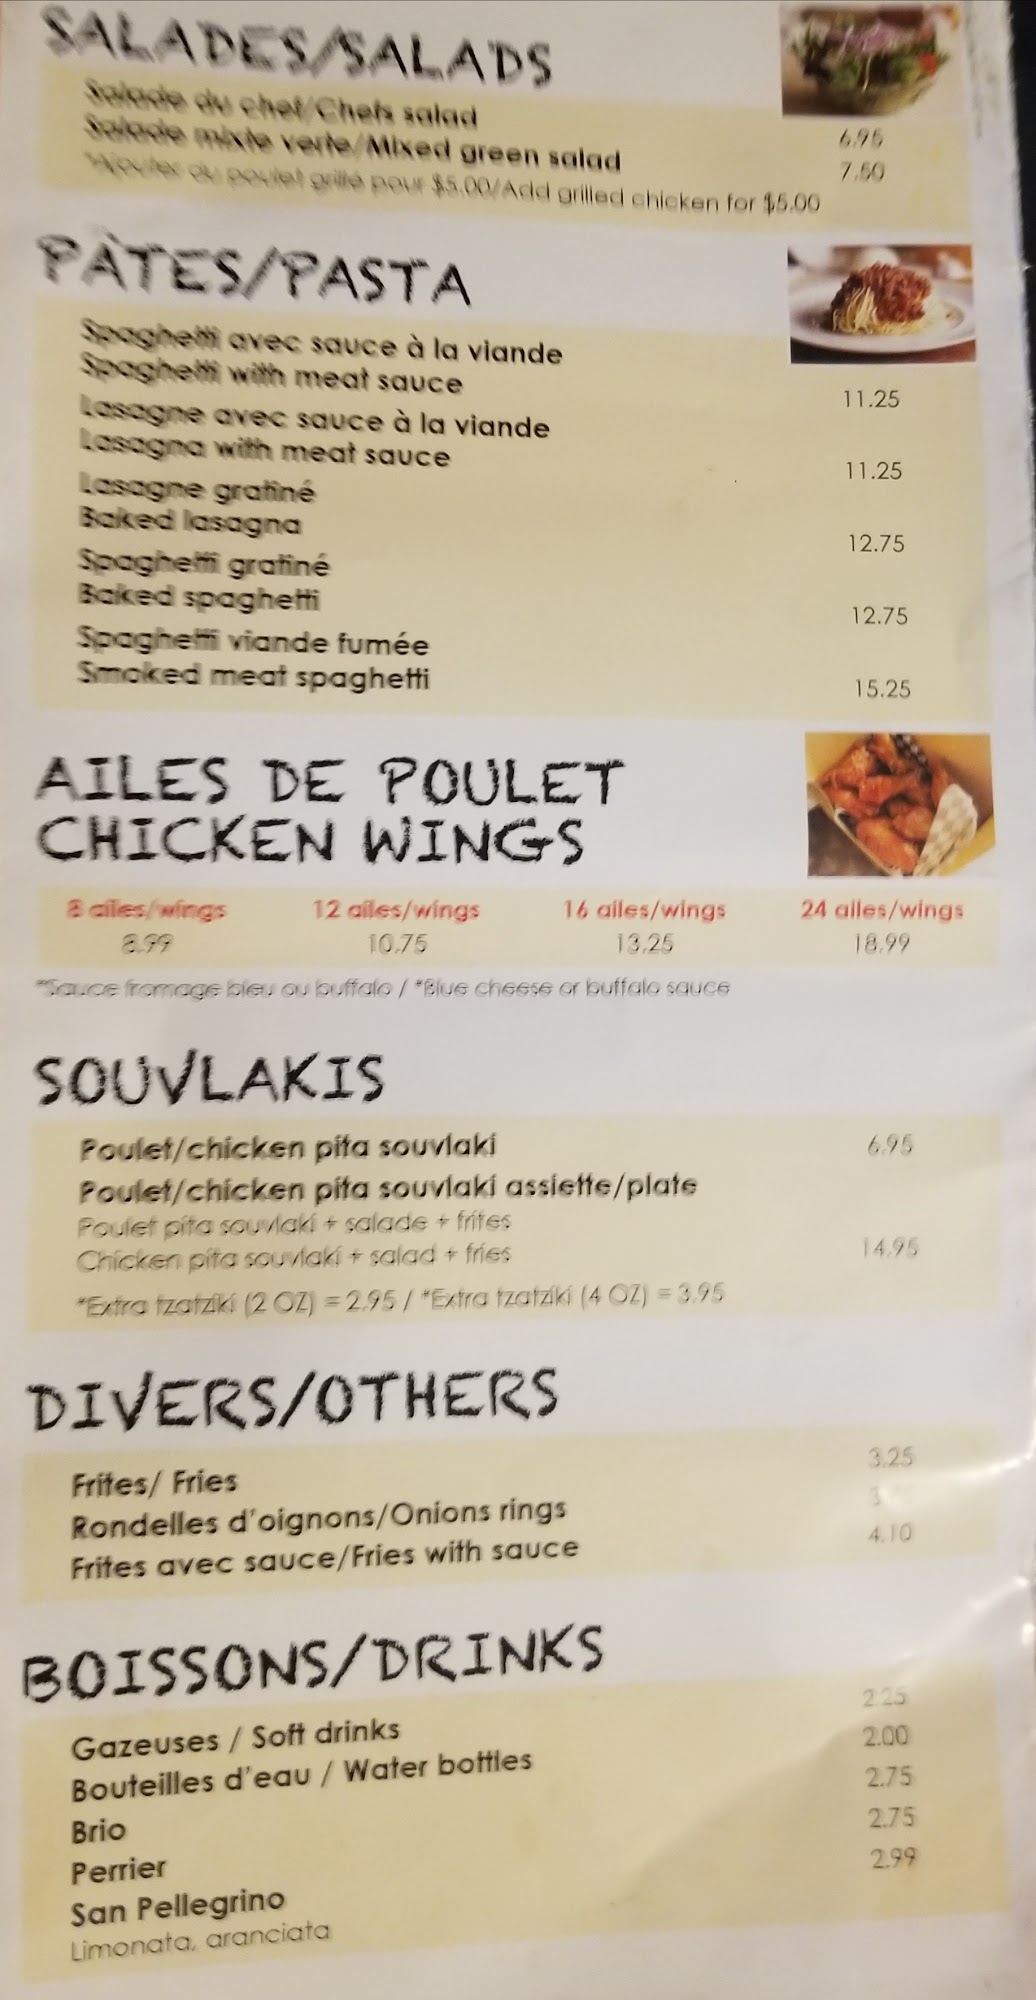 SALADES/SALADS
Salade du chef/Chefs salad 6.95
Salade mixte verte/Mixed green salad 7.50
*Ajouter du poulet grillé pour $5.00/Add grilled chicken for $5.00
PÂTES/PASTA
Spaghetti avec sauce à la viande
Spaghetti with meat sauce 11.25
Lasagne avec sauce à la viande
Lasagna with meat sauce 11.25
Lasagne gratiné
Baked lasagna 12.75
Spaghetti gratiné
Baked spaghetti 12.75
Spaghetti viande fumée
Smoked meat spaghetti 15.25
AILES DE POULET
CHICKEN WINGS
8 ailes/wings 12 ailes/wings 16 ailes/wings 24 ailes/wings
8.99 10.75 13.25 18.99
*Sauce fromage bleu ou buffalo / *Blue cheese or buffalo sauce
SOUVLAKIS
Poulet/chicken pita souvlaki 6.95
Poulet/chicken pita souvlaki assiette/plate
Poulet pita souvlaki + salade + frites
Chicken pita souvlaki + salad + fries 14.95
*Extra tzatziki (2 OZ) = 2.95 / *Extra tzatziki (4 OZ) = 3.95
DIVERS/OTHERS
Frites/ Fries 3.25
Rondelles d'oignons/Onions rings
Frites avec sauce/Fries with sauce 4.10
BOISSONS/DRINKS
Gazeuses / Soft drinks 2.25
Bouteilles d'eau / Water bottles 2.00
Brio 2.75
Perrier 2.75
San Pellegrino 2.99
Limonata, aranciata